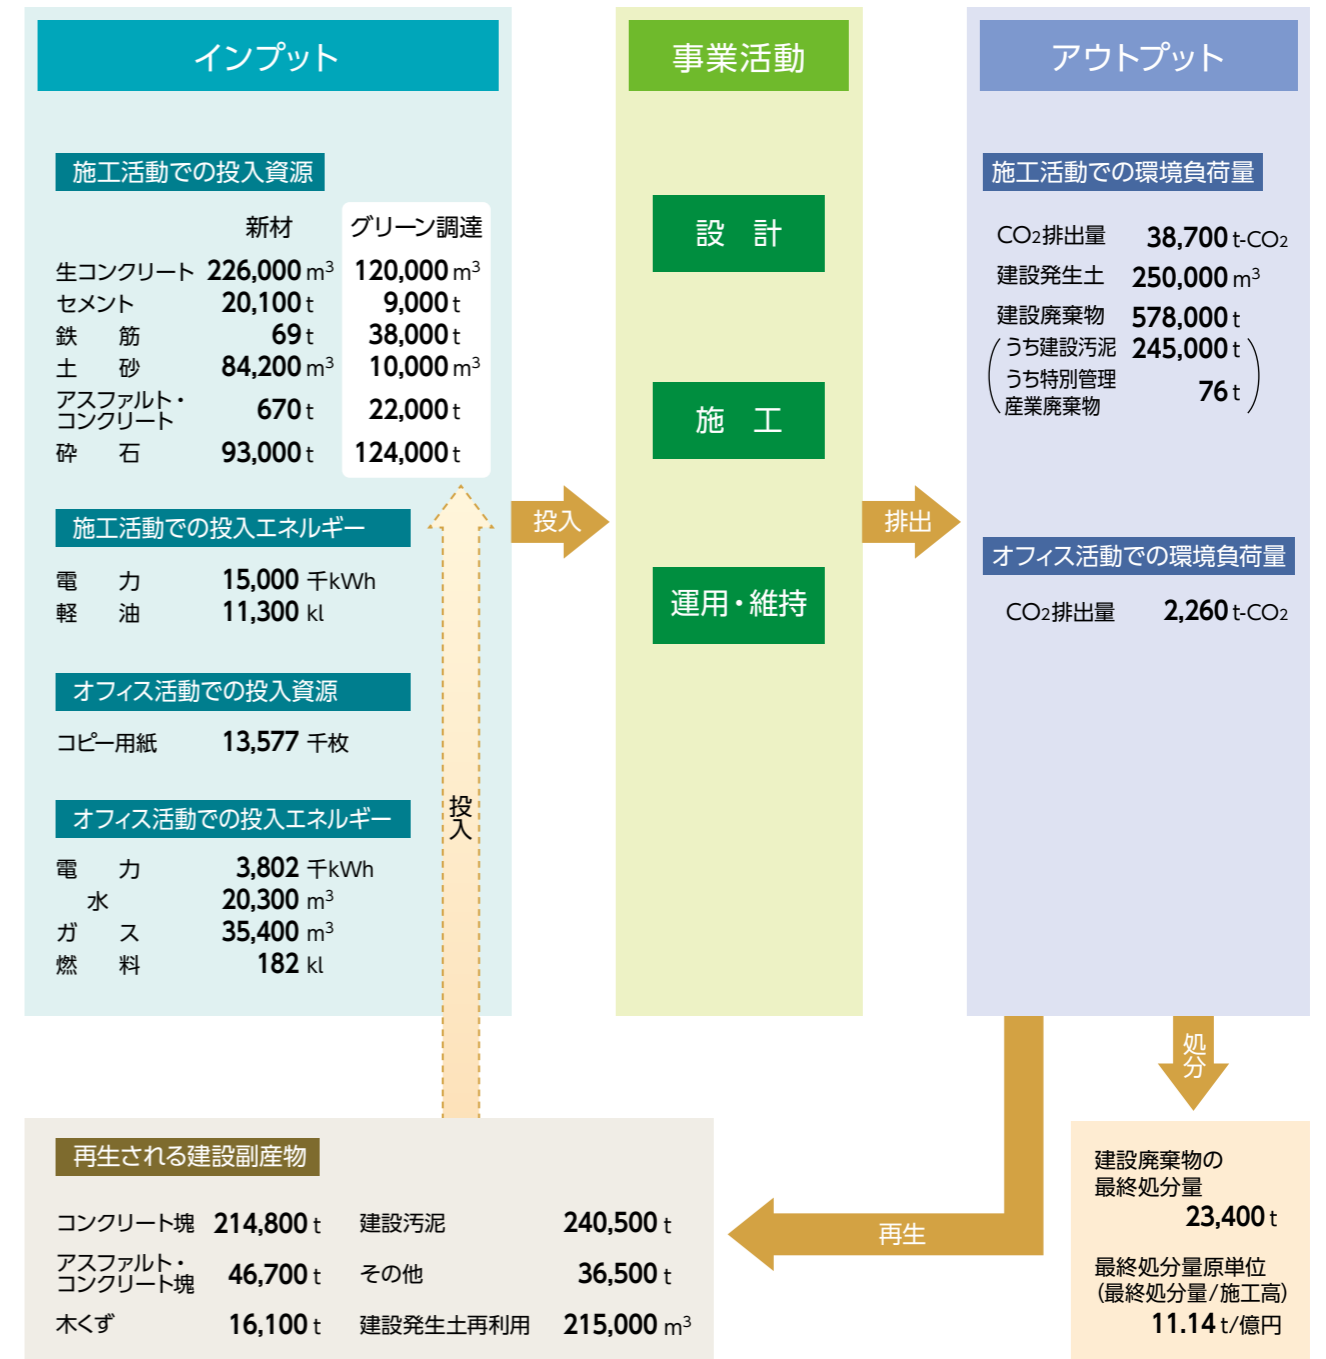 インプット
施工活動での投入資源
新材 グリーン調達
生コンクリート 226,000 m³ 120,000 m³
セメント 20,100 t 9,000 t
鉄筋 69 t 38,000 t
土砂 84,200 m³ 10,000 m³
アスファルト・
コンクリート 670 t 22,000 t
砕石 93,000 t 124,000 t
施工活動での投入エネルギー
電力 15,000 千kWh
軽油 11,300 kl
オフィス活動での投入資源
コピー用紙 13,577 千枚
オフィス活動での投入エネルギー
電力 3,802 千kWh
水 20,300 m³
ガス 35,400 m³
燃料 182 kl
投入
投入
事業活動
設計
施工
運用・維持
排出
アウトプット
施工活動での環境負荷量
CO₂排出量 38,700 t-CO₂
建設発生土 250,000 m³
建設廃棄物 578,000 t
(うち建設汚泥 245,000 t
うち特別管理
産業廃棄物 76 t)
オフィス活動での環境負荷量
CO₂排出量 2,260 t-CO₂
処分
再生
再生される建設副産物
コンクリート塊 214,800 t 建設汚泥 240,500 t
アスファルト・
コンクリート塊 46,700 t その他 36,500 t
木くず 16,100 t 建設発生土再利用 215,000 m³
建設廃棄物の
最終処分量
23,400 t
最終処分量原単位
(最終処分量/施工高)
11.14 t/億円